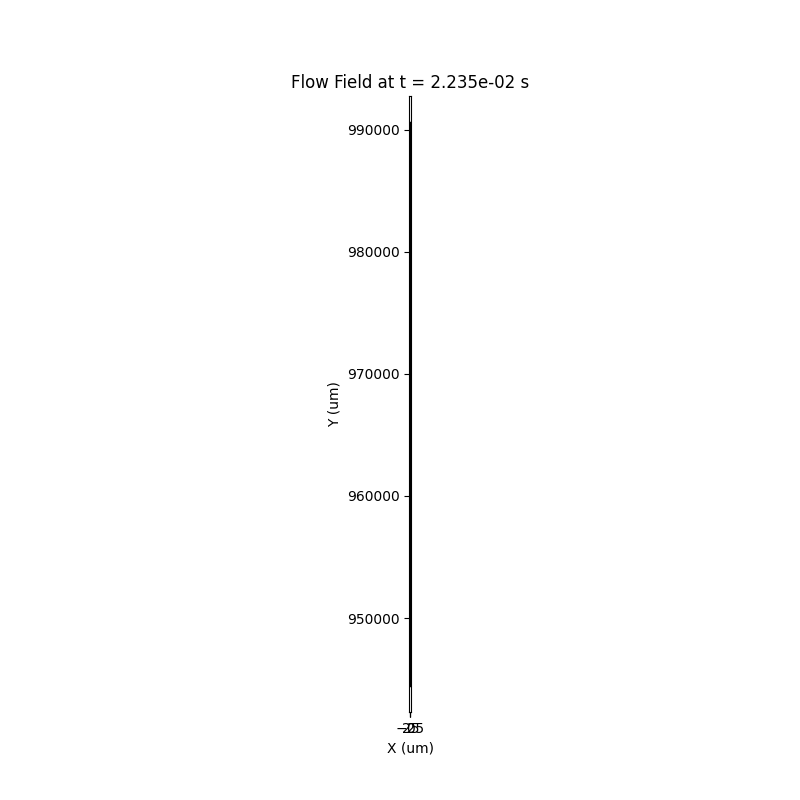 Flow Field at t = 2.235e-02 s
990000
980000
970000
960000
950000
Y (um)
X (um)